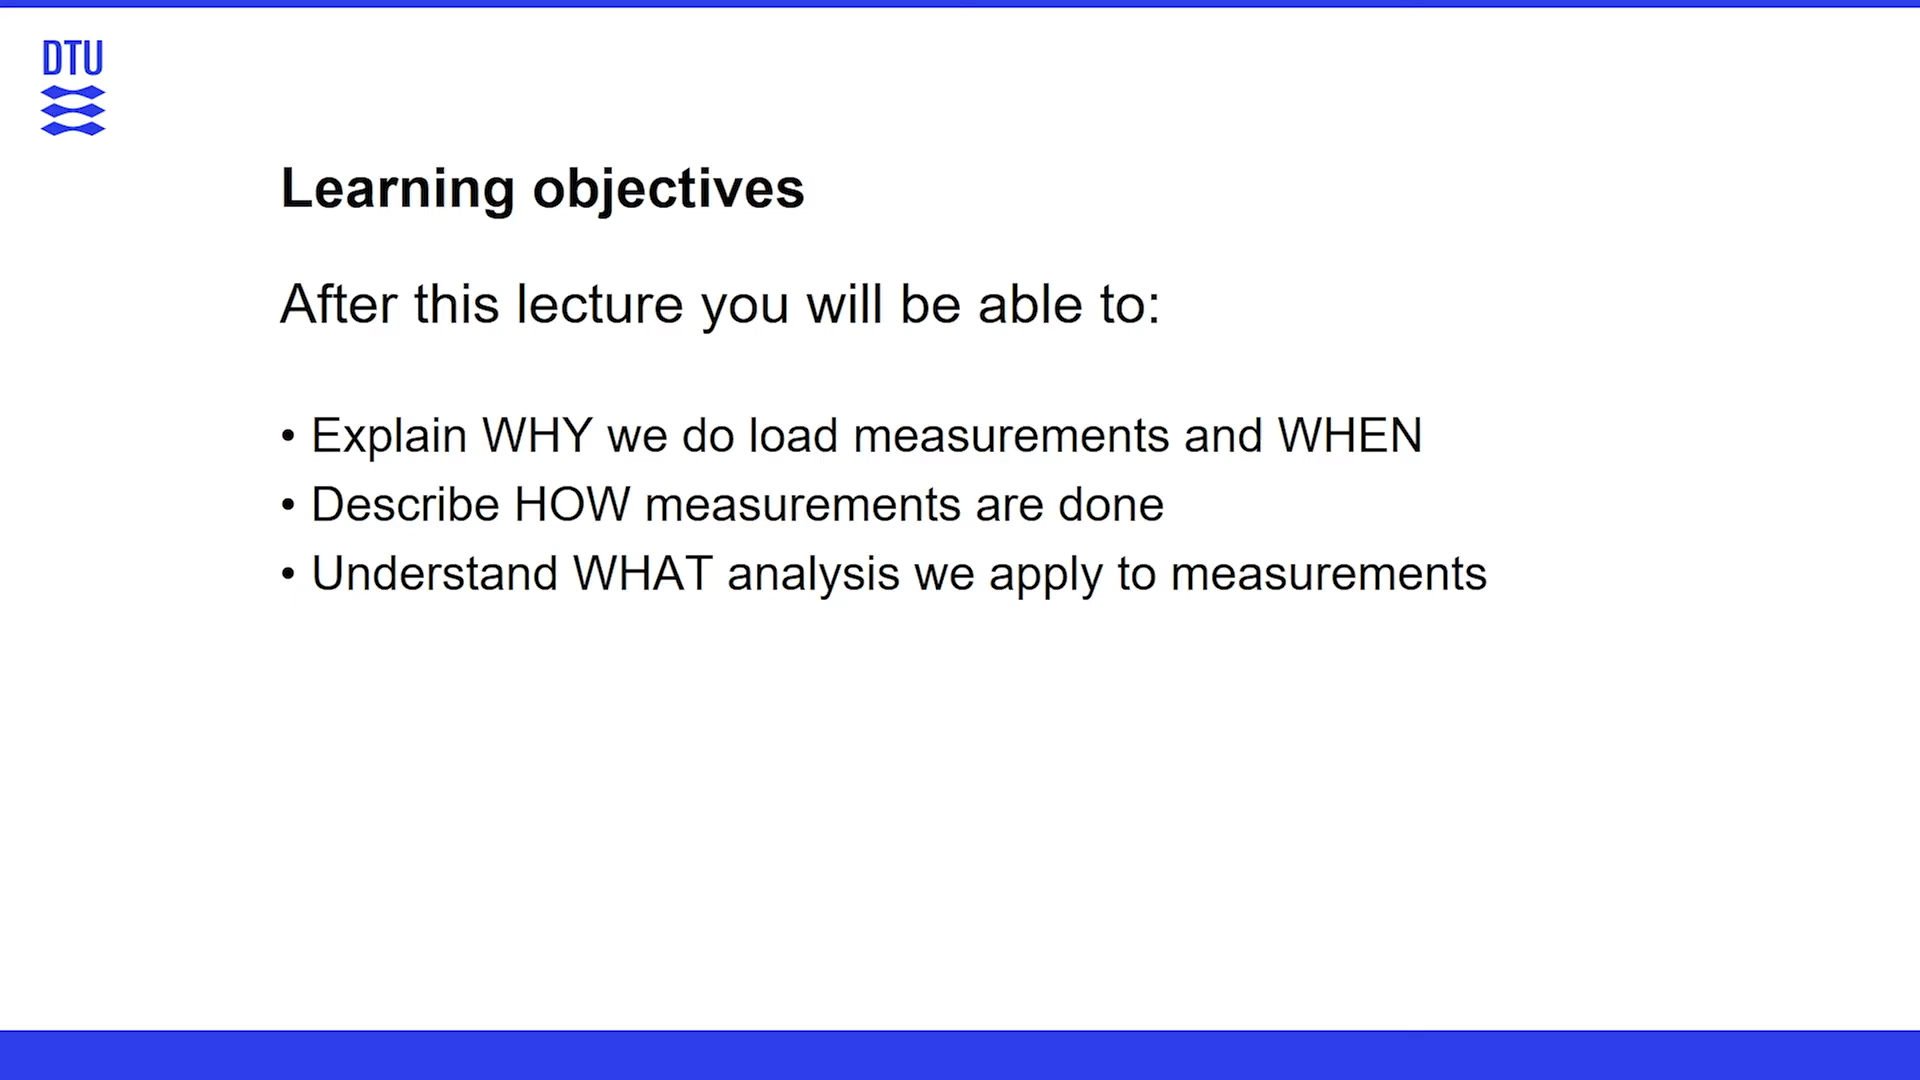 DTU
Learning objectives
After this lecture you will be able to:
• Explain WHY we do load measurements and WHEN
• Describe HOW measurements are done
• Understand WHAT analysis we apply to measurements